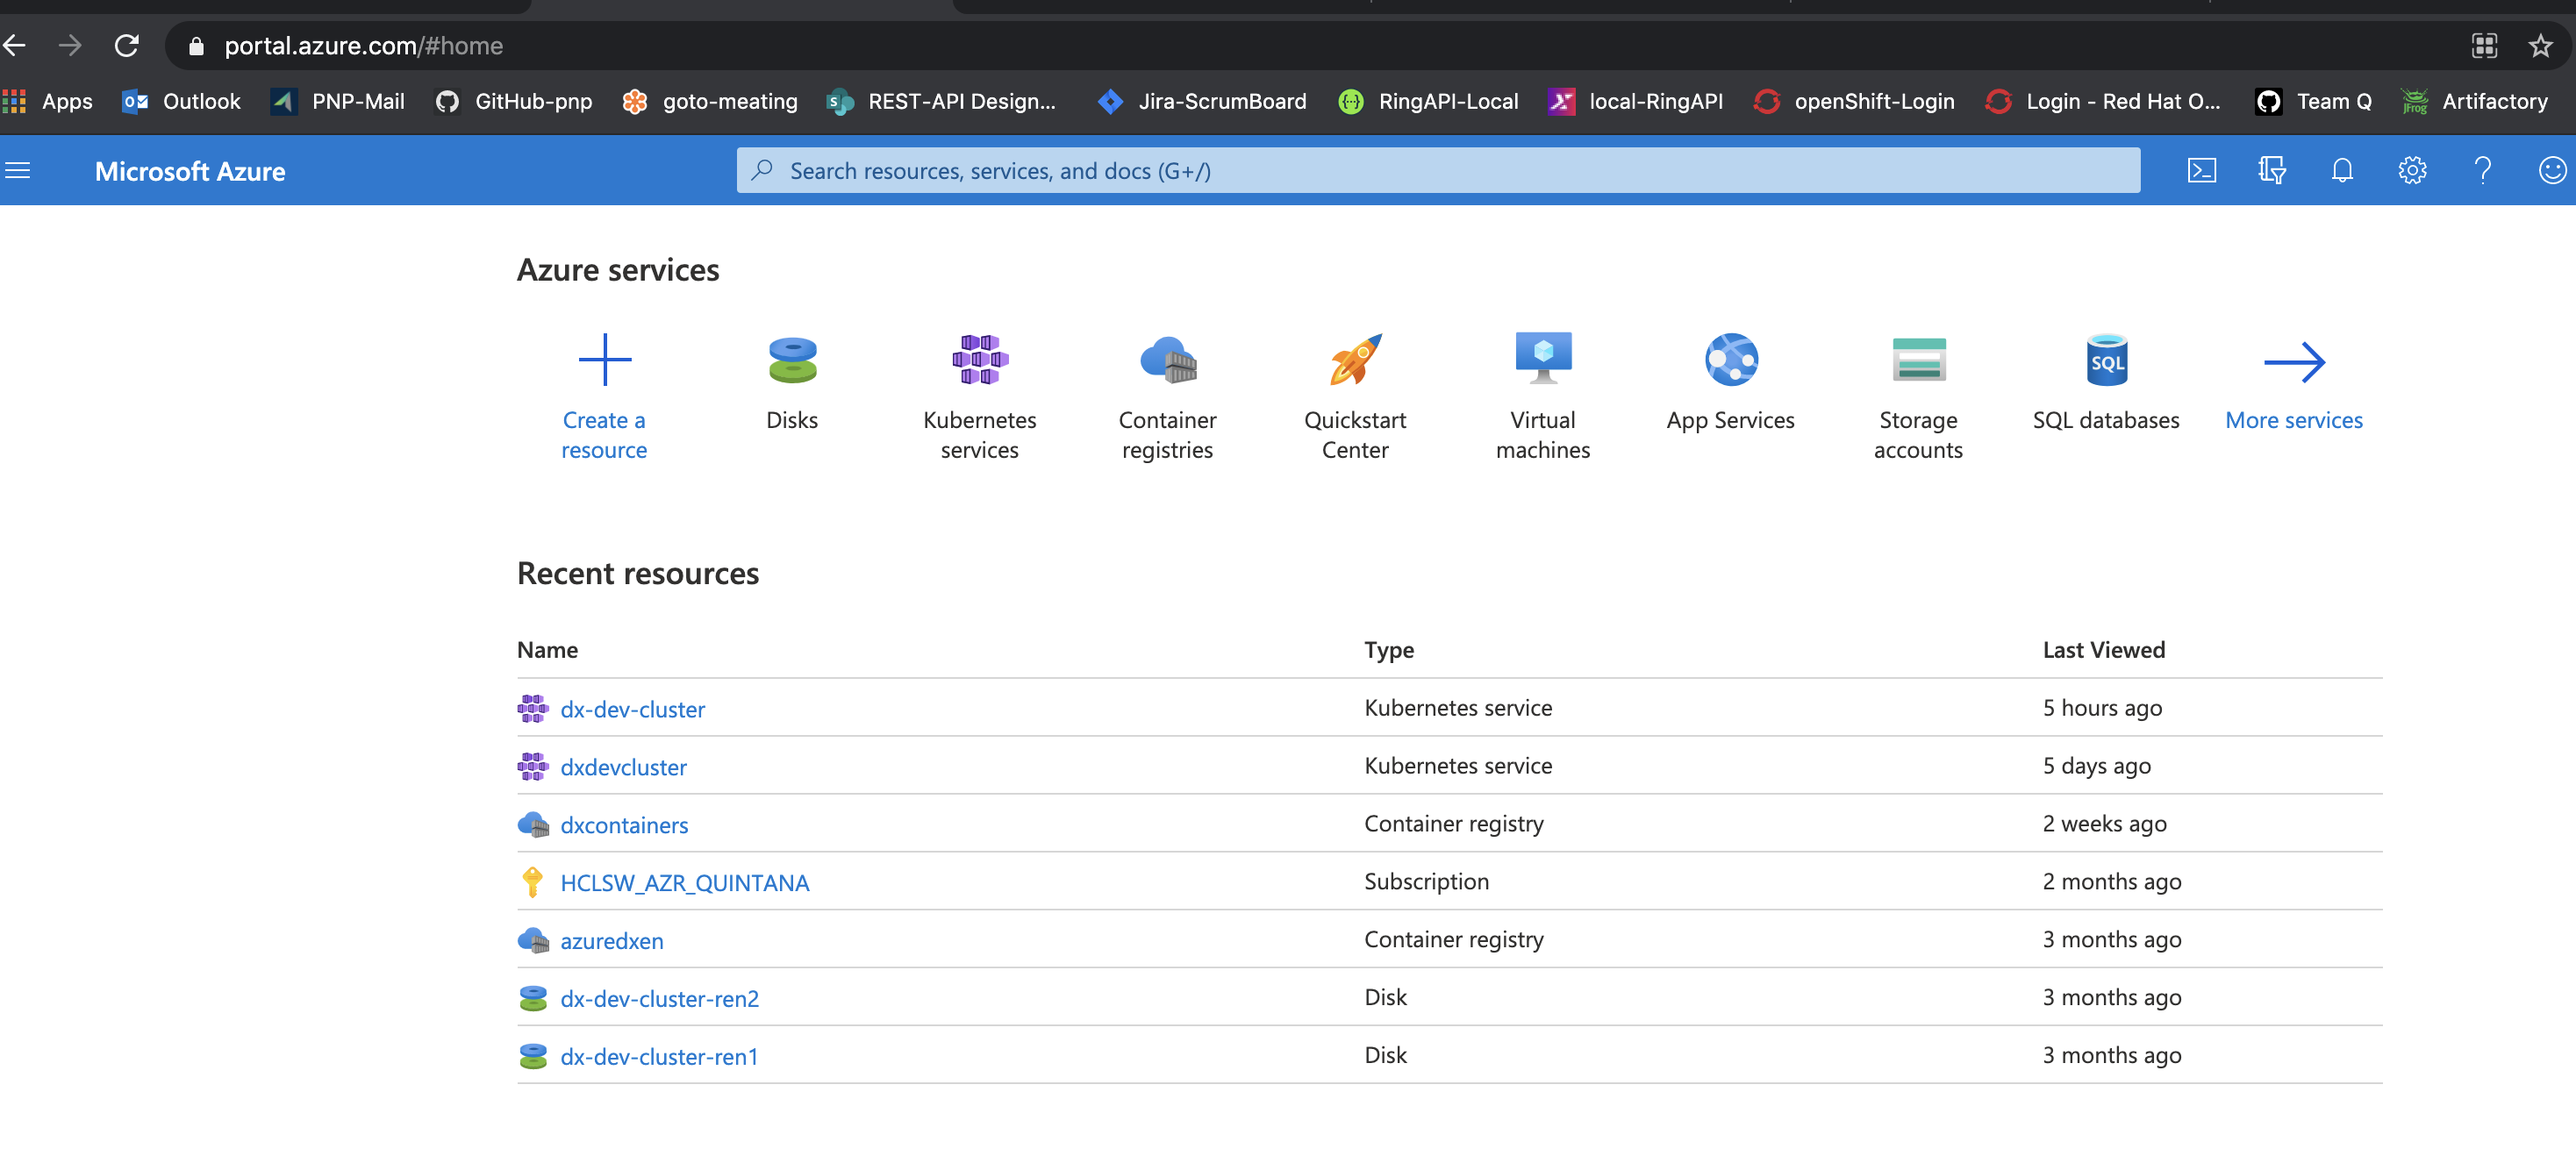 portal.azure.com/#home
Apps Outlook PNP-Mail GitHub-pnp goto-meating REST-API Design... Jira-ScrumBoard RingAPI-Local local-RingAPI openShift-Login Login - Red Hat O... Team Q Artifactory
Microsoft Azure Search resources, services, and docs (G+/)
Azure services
Create a resource
Disks
Kubernetes services
Container registries
Quickstart Center
Virtual machines
App Services
Storage accounts
SQL
SQL databases
More services
Recent resources
Name Type Last Viewed
dx-dev-cluster Kubernetes service 5 hours ago
dxdevcluster Kubernetes service 5 days ago
dxcontainers Container registry 2 weeks ago
HCLSW_AZR_QUINTANA Subscription 2 months ago
azuredxen Container registry 3 months ago
dx-dev-cluster-ren2 Disk 3 months ago
dx-dev-cluster-ren1 Disk 3 months ago